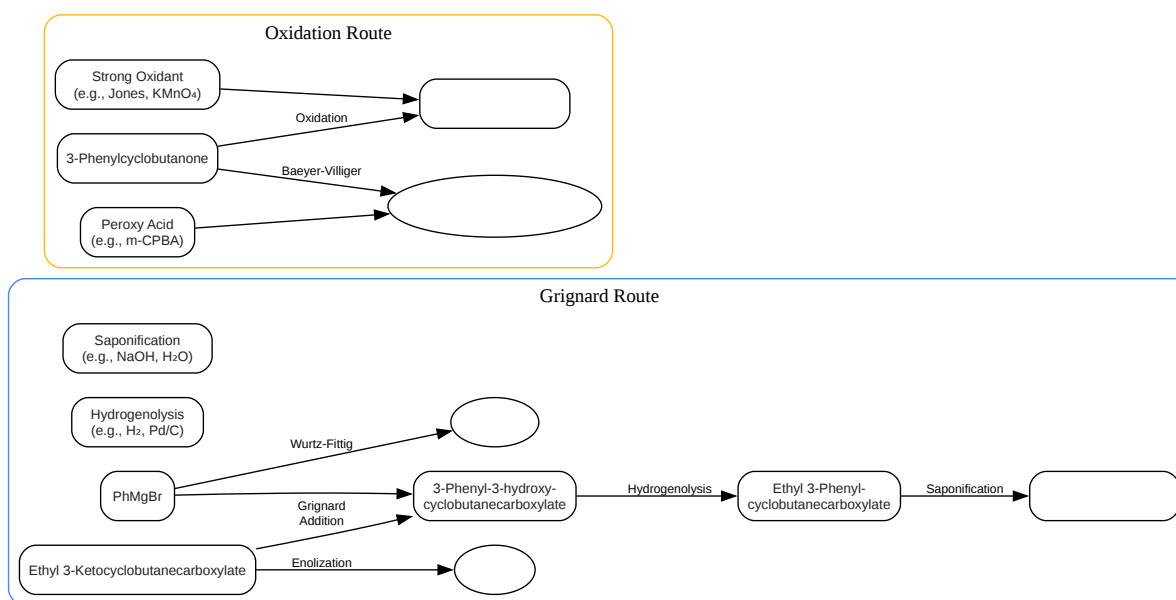 Oxidation Route
Strong Oxidant
(e.g., Jones, KMnO₄)
Oxidation
3-Phenylcyclobutanone
Baeyer-Villiger
Peroxy Acid
(e.g., m-CPBA)
Grignard Route
Saponification
(e.g., NaOH, H₂O)
Hydrogenolysis
(e.g., H₂, Pd/C)
Wurtz-Fittig
PhMgBr
Grignard
Addition
3-Phenyl-3-hydroxy-
cyclobutanecarboxylate
Hydrogenolysis
Ethyl 3-Phenyl-
cyclobutanecarboxylate
Saponification
Ethyl 3-Ketocyclobutanecarboxylate
Enolization